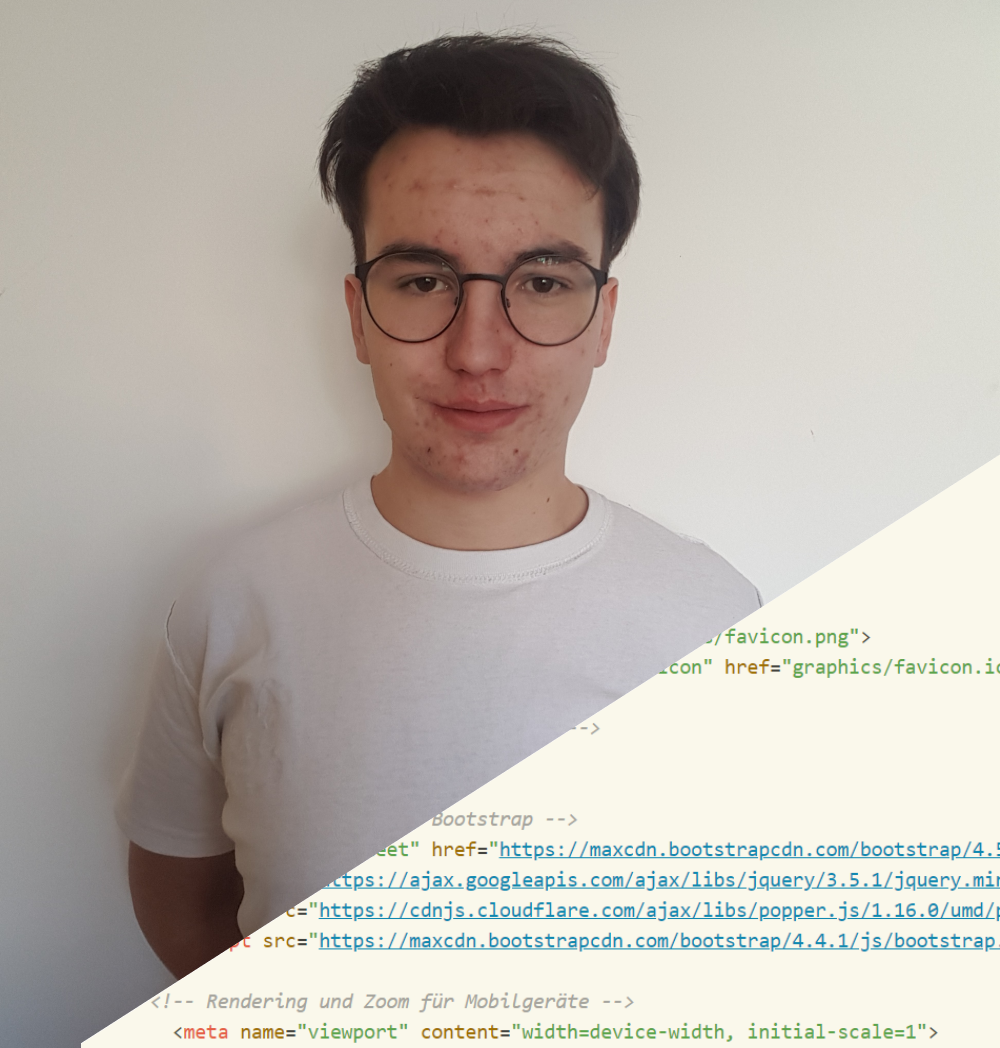 /favicon.png">
icon" href="graphics/favicon.ic
-->
Bootstrap -->
eet" href="https://maxcdn.bootstrapcdn.com/bootstrap/4.5
ttps://ajax.googleapis.com/ajax/libs/jquery/3.5.1/jquery.min
c="https://cdnjs.cloudflare.com/ajax/libs/popper.js/1.16.0/umd/p
pt src="https://maxcdn.bootstrapcdn.com/bootstrap/4.4.1/js/bootstrap.
<!-- Rendering und Zoom für Mobilgeräte -->
<meta name="viewport" content="width=device-width, initial-scale=1">